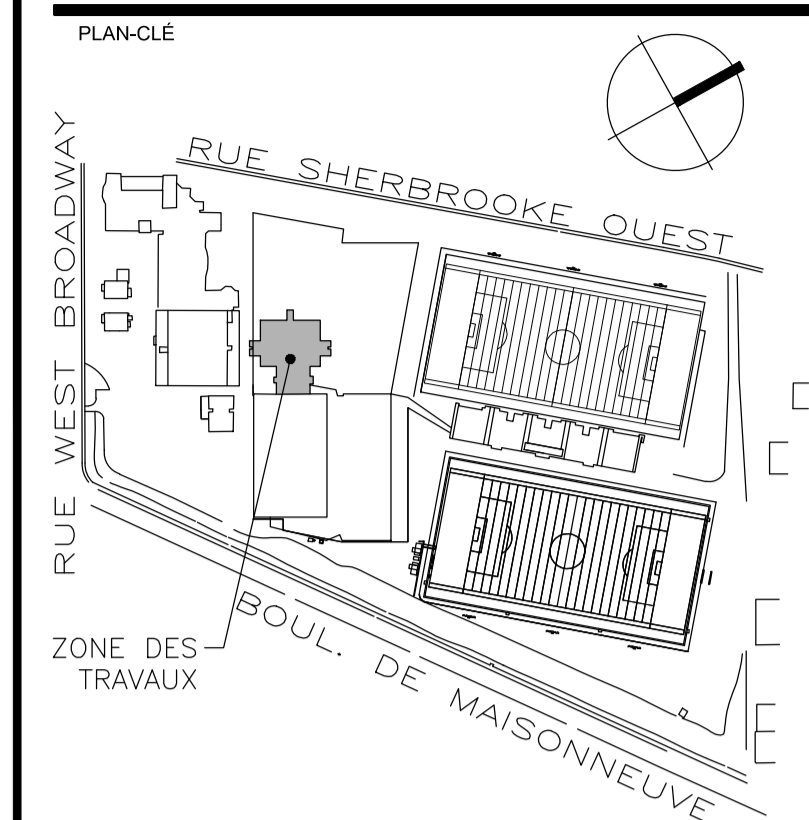 PLAN-CLÉ
RUE SHERBROOKE OUEST
RUE WEST BROADWAY
ZONE DES
TRAVAUX
BOUL. DE MAISONNEUVE